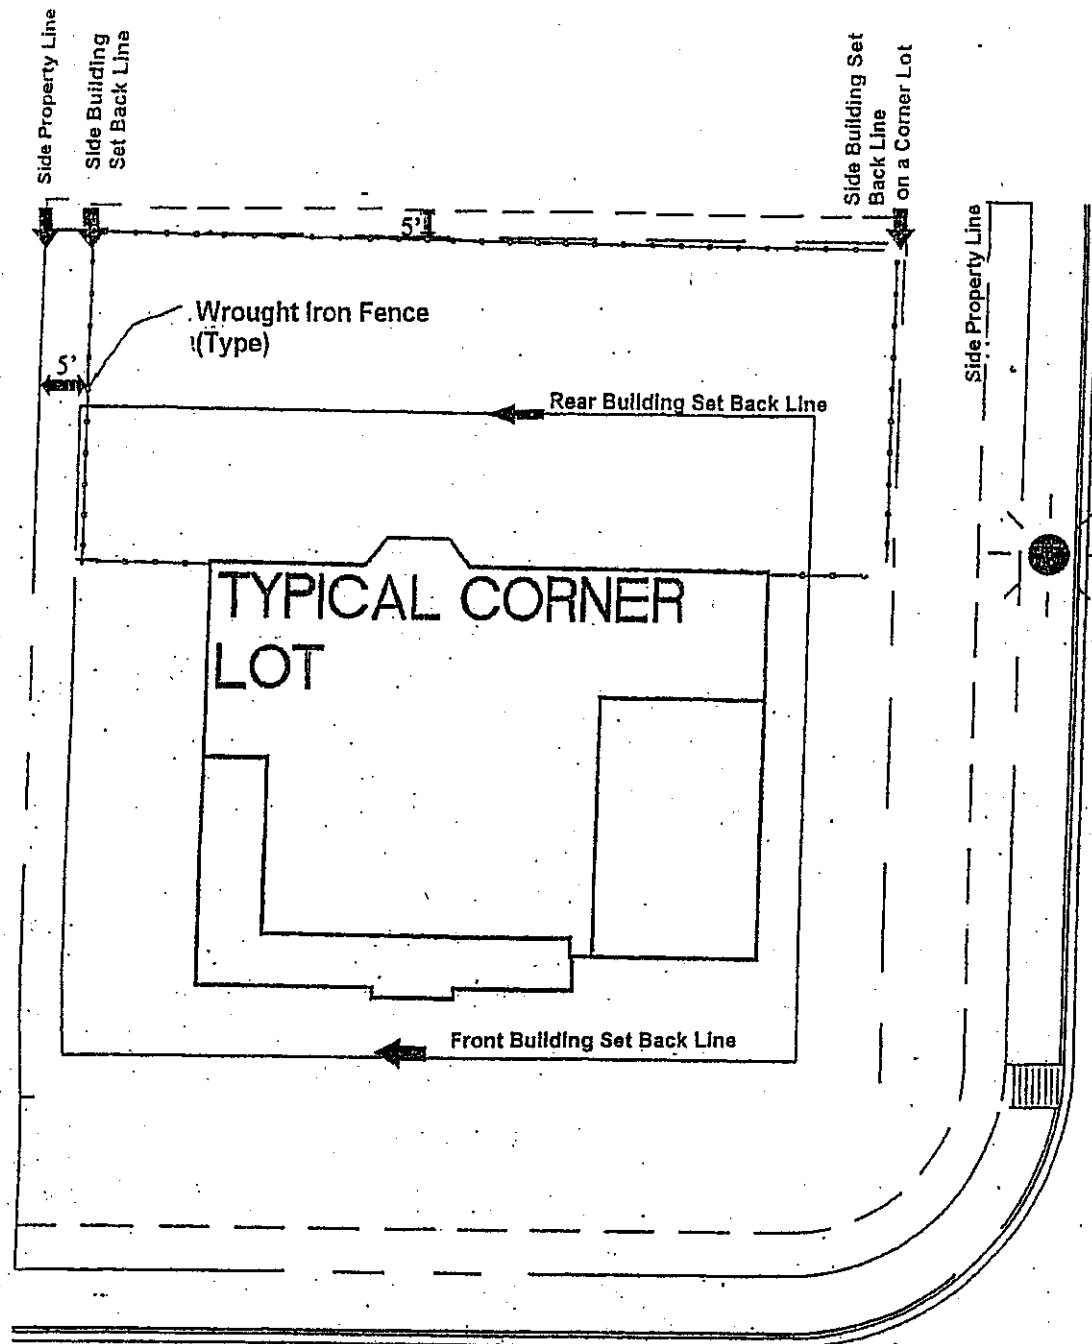 Side Property Line
Side Building
Set Back Line
Side Building Set
Back Line
on a Corner Lot
5'
Side Property Line
Wrought Iron Fence
(Type)
5'
Rear Building Set Back Line
TYPICAL CORNER
LOT
Front Building Set Back Line